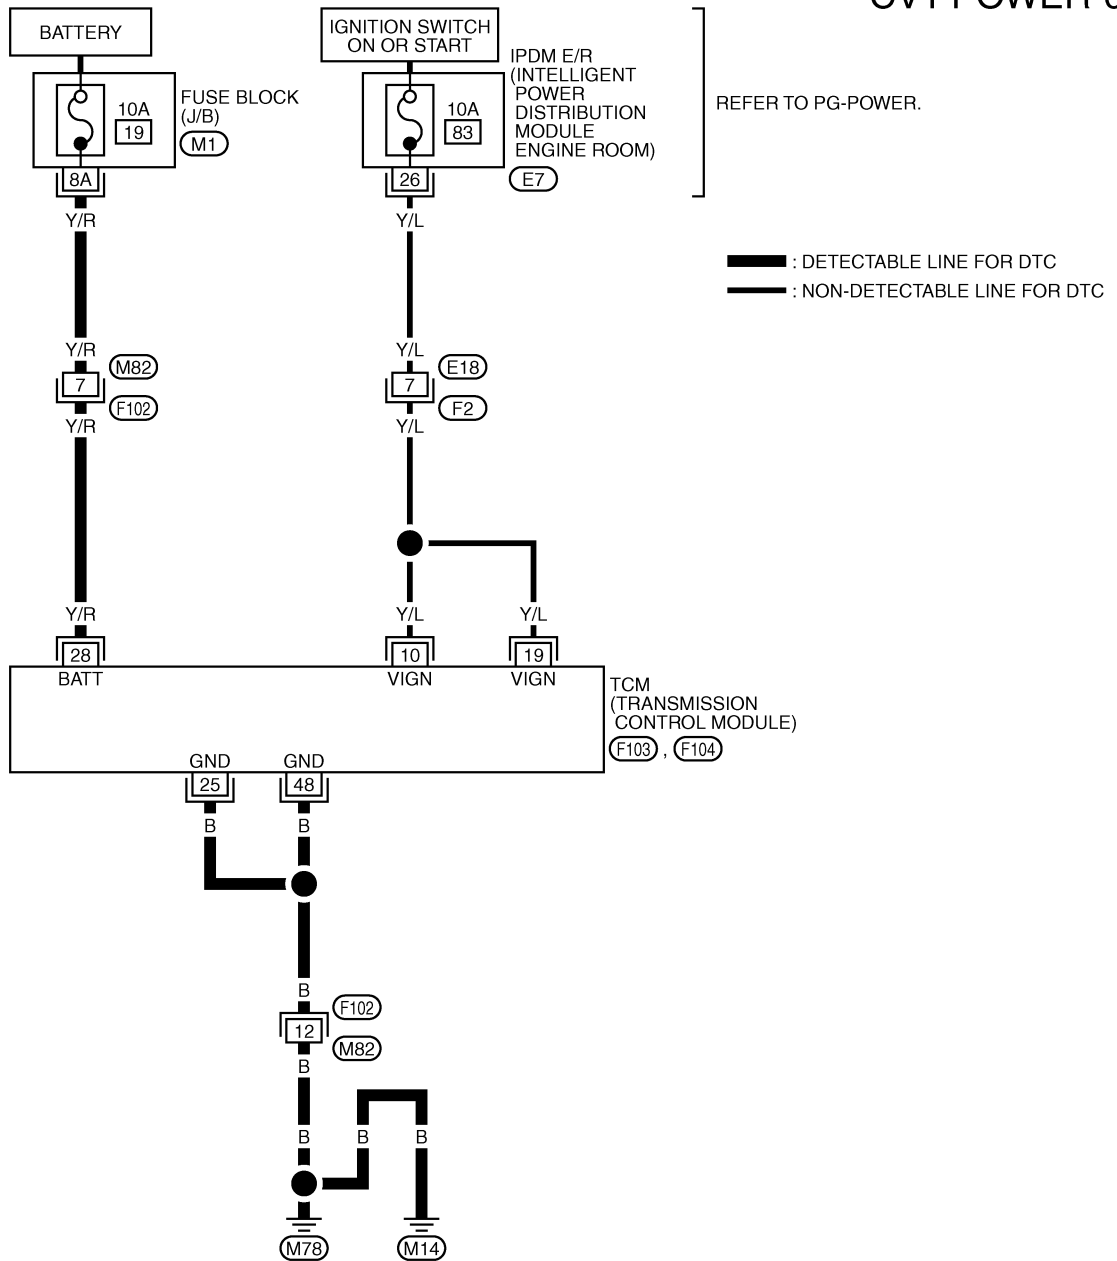 BATTERY
IGNITION SWITCH
ON OR START
10A
19
FUSE BLOCK
(J/B)
M1
8A
10A
83
IPDM E/R
(INTELLIGENT
POWER
DISTRIBUTION
MODULE
ENGINE ROOM)
E7
26
REFER TO PG-POWER.
: DETECTABLE LINE FOR DTC
: NON-DETECTABLE LINE FOR DTC
Y/R
Y/L
Y/R
Y/L
7
M82
F102
7
E18
F2
Y/R
Y/L
Y/R
Y/L
Y/L
28
10
19
BATT
VIGN
VIGN
TCM
(TRANSMISSION
CONTROL MODULE)
F103 , F104
GND
GND
25
48
B
B
B
F102
12
M82
B
B
B
B
M78
M14